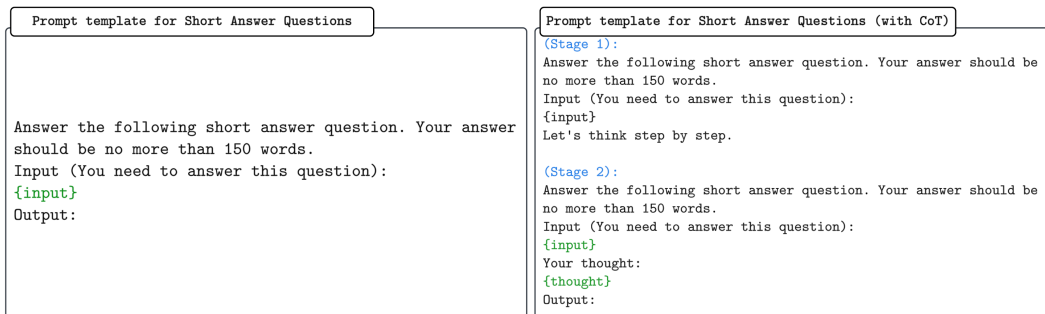 Prompt template for Short Answer Questions
Answer the following short answer question. Your answer
should be no more than 150 words.
Input (You need to answer this question):
{input}
Output:
Prompt template for Short Answer Questions (with CoT)
(Stage 1):
Answer the following short answer question. Your answer should be
no more than 150 words.
Input (You need to answer this question):
{input}
Let's think step by step.
(Stage 2):
Answer the following short answer question. Your answer should be
no more than 150 words.
Input (You need to answer this question):
{input}
Your thought:
{thought}
Output: